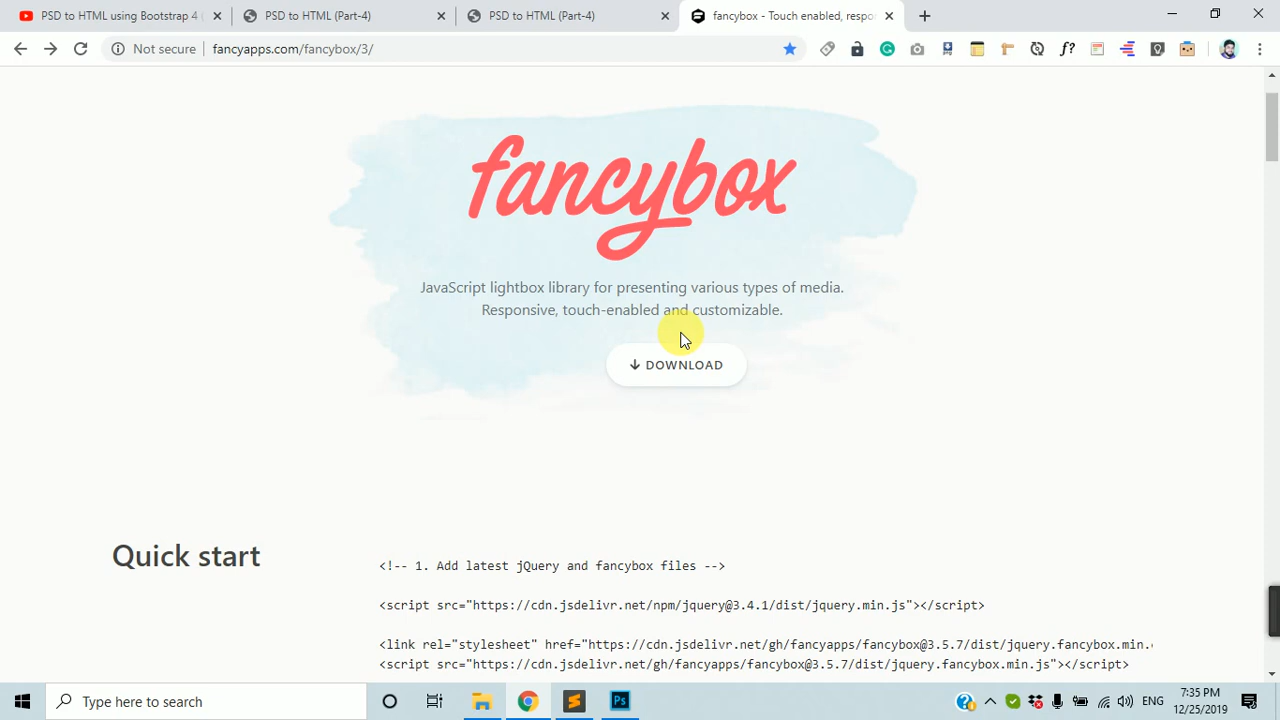 PSD to HTML using Bootstrap 4 (
PSD to HTML (Part-4)
PSD to HTML (Part-4)
fancybox - Touch enabled, respo
Not secure
fancyapps.com/fancybox/3/
f?
fancybox
JavaScript lightbox library for presenting various types of media.
Responsive, touch-enabled and customizable.
DOWNLOAD
Quick start
<!-- 1. Add latest jQuery and fancybox files -->
<script src="https://cdn.jsdelivr.net/npm/jquery@3.4.1/dist/jquery.min.js"></script>
<link rel="stylesheet" href="https://cdn.jsdelivr.net/gh/fancyapps/fancybox@3.5.7/dist/jquery.fancybox.min.
<script src="https://cdn.jsdelivr.net/gh/fancyapps/fancybox@3.5.7/dist/jquery.fancybox.min.js"></script>
Type here to search
Ps
ENG
7:35 PM
12/25/2019